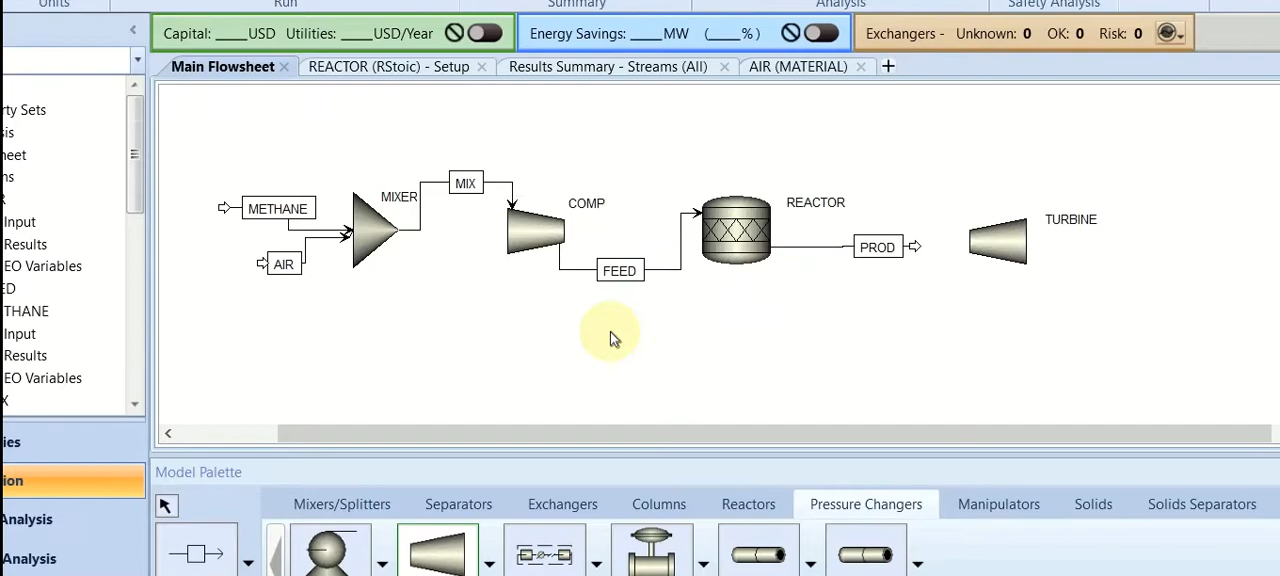 Units Run Summary Analysis Safety Analysis
Capital: ____USD Utilities: ____USD/Year
Energy Savings: ____MW (____%)
Exchangers - Unknown: 0 OK: 0 Risk: 0
Main Flowsheet
REACTOR (RStoic) - Setup
Results Summary - Streams (All)
AIR (MATERIAL)
rty Sets
sis
heet
ns
R
Input
Results
EO Variables
ED
THANE
Input
Results
EO Variables
X
ies
ion
Analysis
Analysis
METHANE
AIR
MIXER
MIX
COMP
FEED
REACTOR
PROD
TURBINE
Model Palette
Mixers/Splitters
Separators
Exchangers
Columns
Reactors
Pressure Changers
Manipulators
Solids
Solids Separators